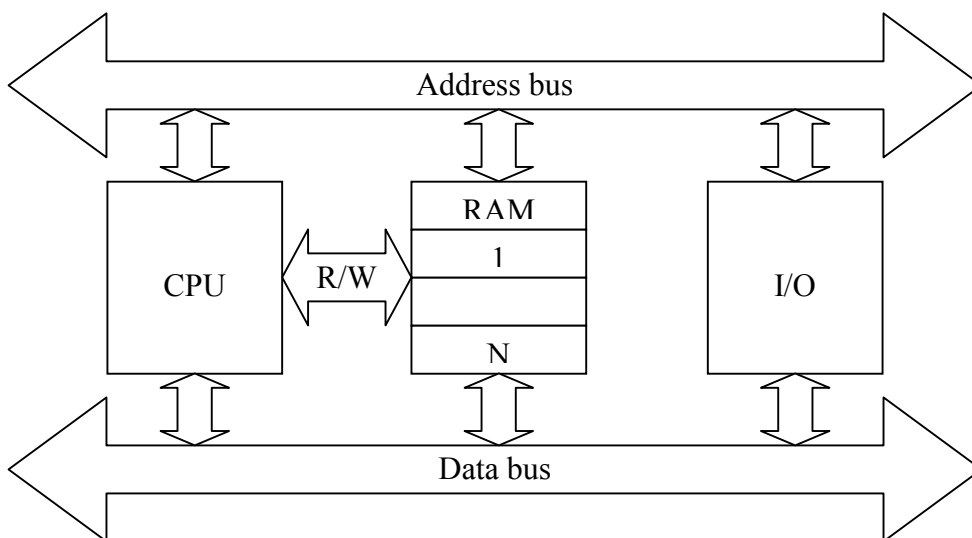 Address bus
RAM
1
CPU
R/W
I/O
N
Data bus